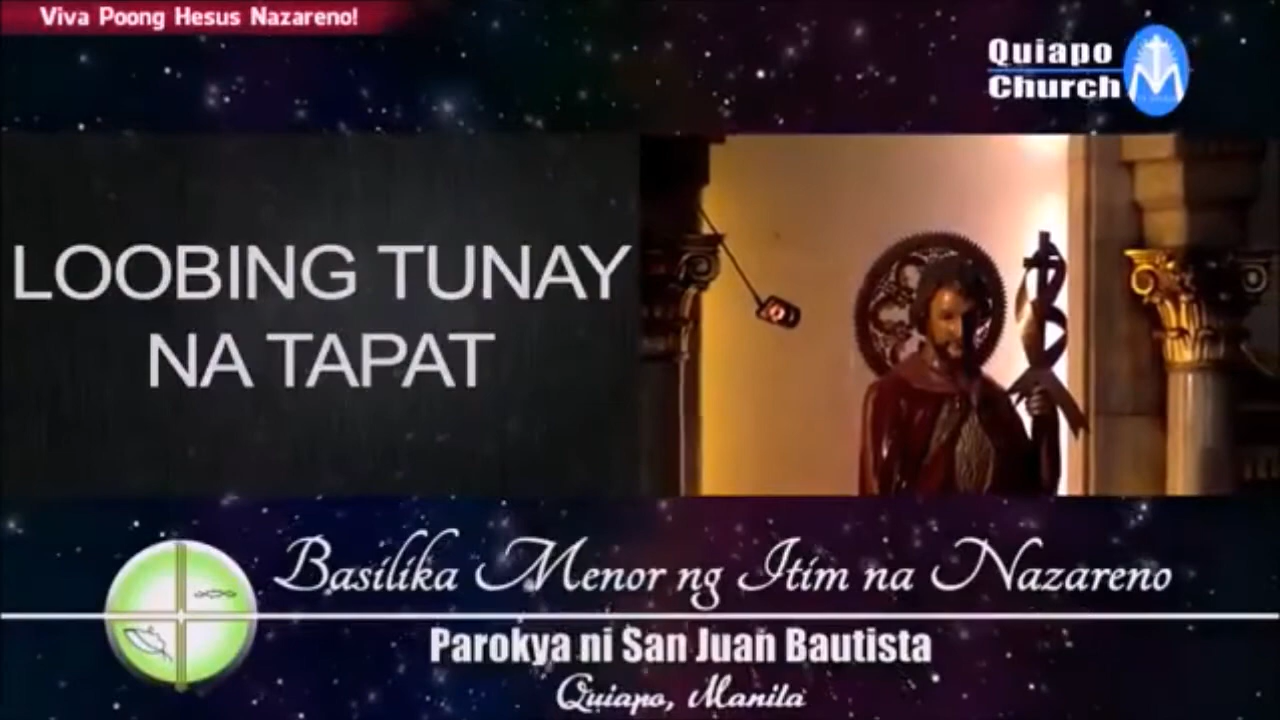 Viva Poong Hesus Nazareno!
Quiapo
Church
LOOBING TUNAY
NA TAPAT
Basilika Menor ng Itim na Nazareno
Parokya ni San Juan Bautista
Quiapo, Manila